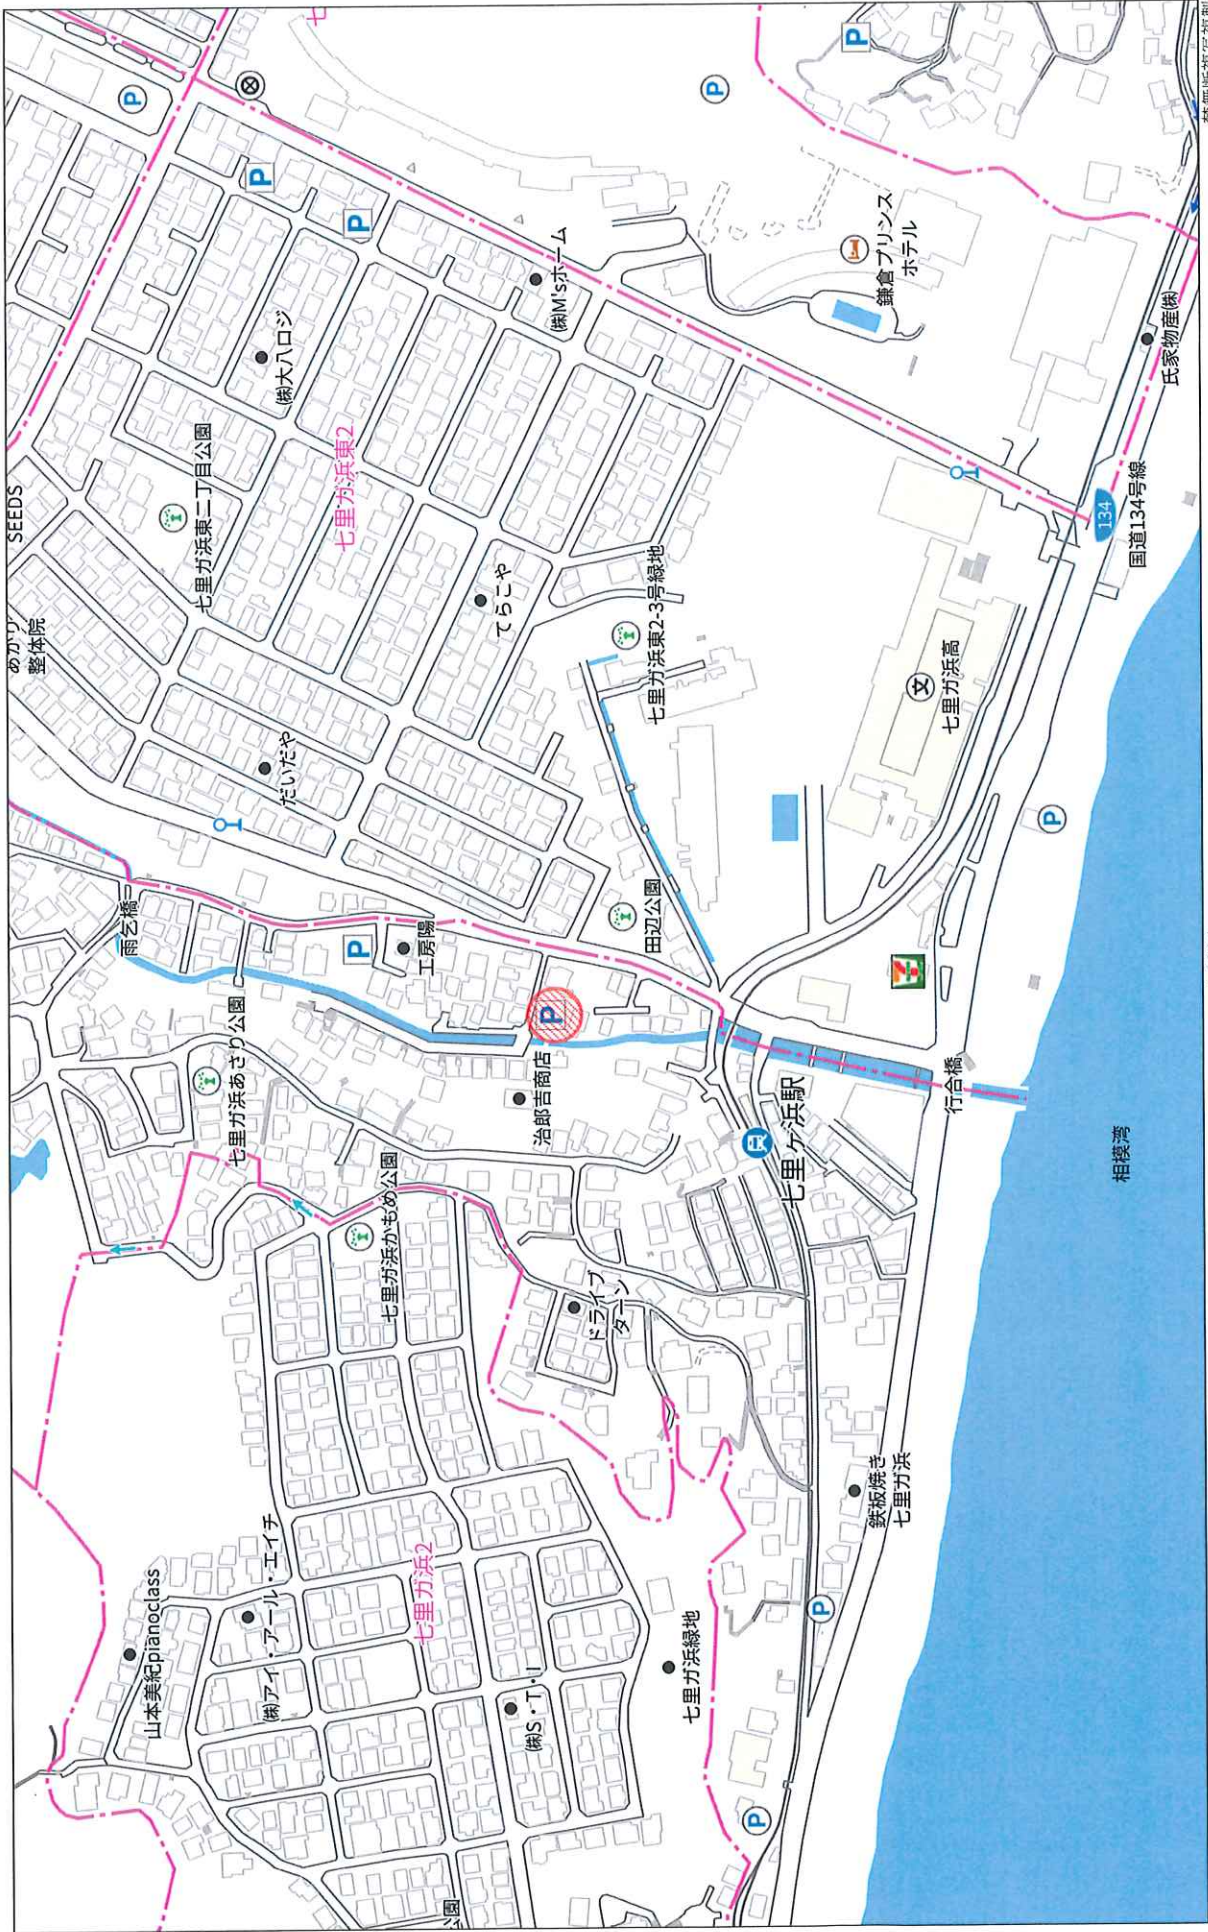 SEEDS
あかり
整体院
雨乞橋
山本美紀pianoclass
七里ガ浜東二丁目公園
七里ガ浜あさり公園
㈱アイ・アール・エイチ
㈱大八ロジ
だいだや
七里ガ浜東2
七里ガ浜かもめ公園
七里ガ浜2
工房陽
てらこや
㈱S・T・I
治郎吉商店
㈱M'sホーム
ドライブ
ターン
七里ガ浜東2-3号緑地
田辺公園
七里ガ浜緑地
七里ヶ浜駅
鎌倉プリンス
ホテル
鉄板焼き
七里ガ浜
七里ガ浜高
行合橋
134
国道134号線
氏家物産㈱
相模湾
P
P
P
P
P
P
P
P
P
P
文
7